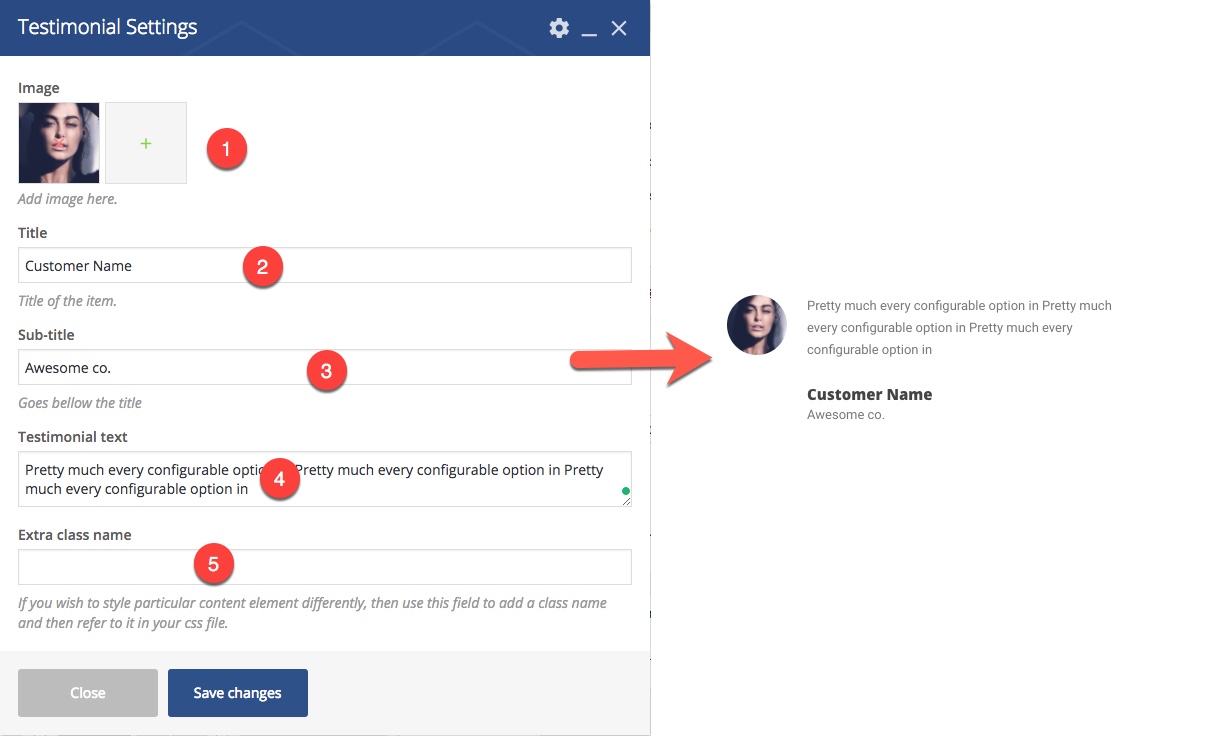 Testimonial Settings
Image
+
1
Add image here.
Title
Customer Name
2
Title of the item.
Sub-title
Awesome co.
3
Goes bellow the title
Testimonial text
Pretty much every configurable Pretty much every configurable option in Pretty
much every configurable option in
4
Extra class name
5
If you wish to style particular content element differently, then use this field to add a class name
and then refer to it in your css file.
Close
Save changes
Pretty much every configurable option in Pretty much
every configurable option in Pretty much every
configurable option in
Customer Name
Awesome co.